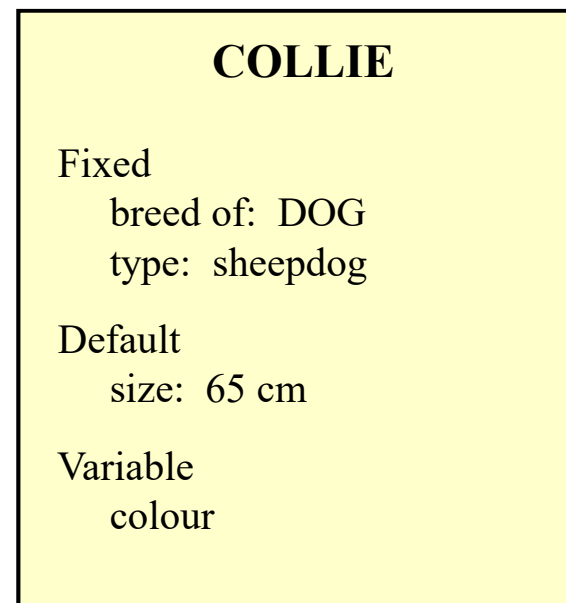 COLLIE
Fixed
breed of: DOG
type: sheepdog
Default
size: 65 cm
Variable
colour